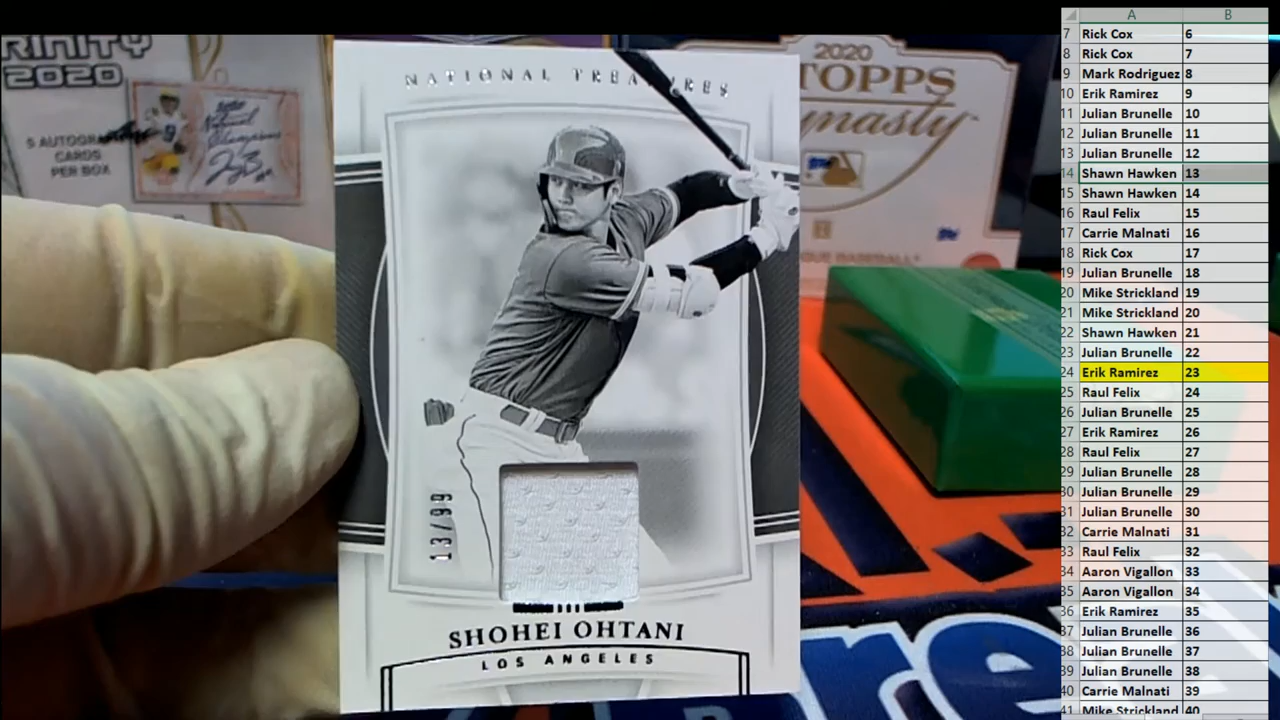 RINITY
2020
5 AUTOGRAPHED
CARDS
PER BOX
NATIONAL TREASURES
13/99
SHOHEI OHTANI
LOS ANGELES
2020
TOPPS
ynasty
A B
7 Rick Cox 6
8 Rick Cox 7
9 Mark Rodriguez 8
10 Erik Ramirez 9
11 Julian Brunelle 10
12 Julian Brunelle 11
13 Julian Brunelle 12
14 Shawn Hawken 13
15 Shawn Hawken 14
16 Raul Felix 15
17 Carrie Malnati 16
18 Rick Cox 17
19 Julian Brunelle 18
20 Mike Strickland 19
21 Mike Strickland 20
22 Shawn Hawken 21
23 Julian Brunelle 22
24 Erik Ramirez 23
25 Raul Felix 24
26 Julian Brunelle 25
27 Erik Ramirez 26
28 Raul Felix 27
29 Julian Brunelle 28
30 Julian Brunelle 29
31 Julian Brunelle 30
32 Carrie Malnati 31
33 Raul Felix 32
34 Aaron Vigallon 33
35 Aaron Vigallon 34
36 Erik Ramirez 35
37 Julian Brunelle 36
38 Julian Brunelle 37
39 Julian Brunelle 38
40 Carrie Malnati 39
41 Mike Strickland 40